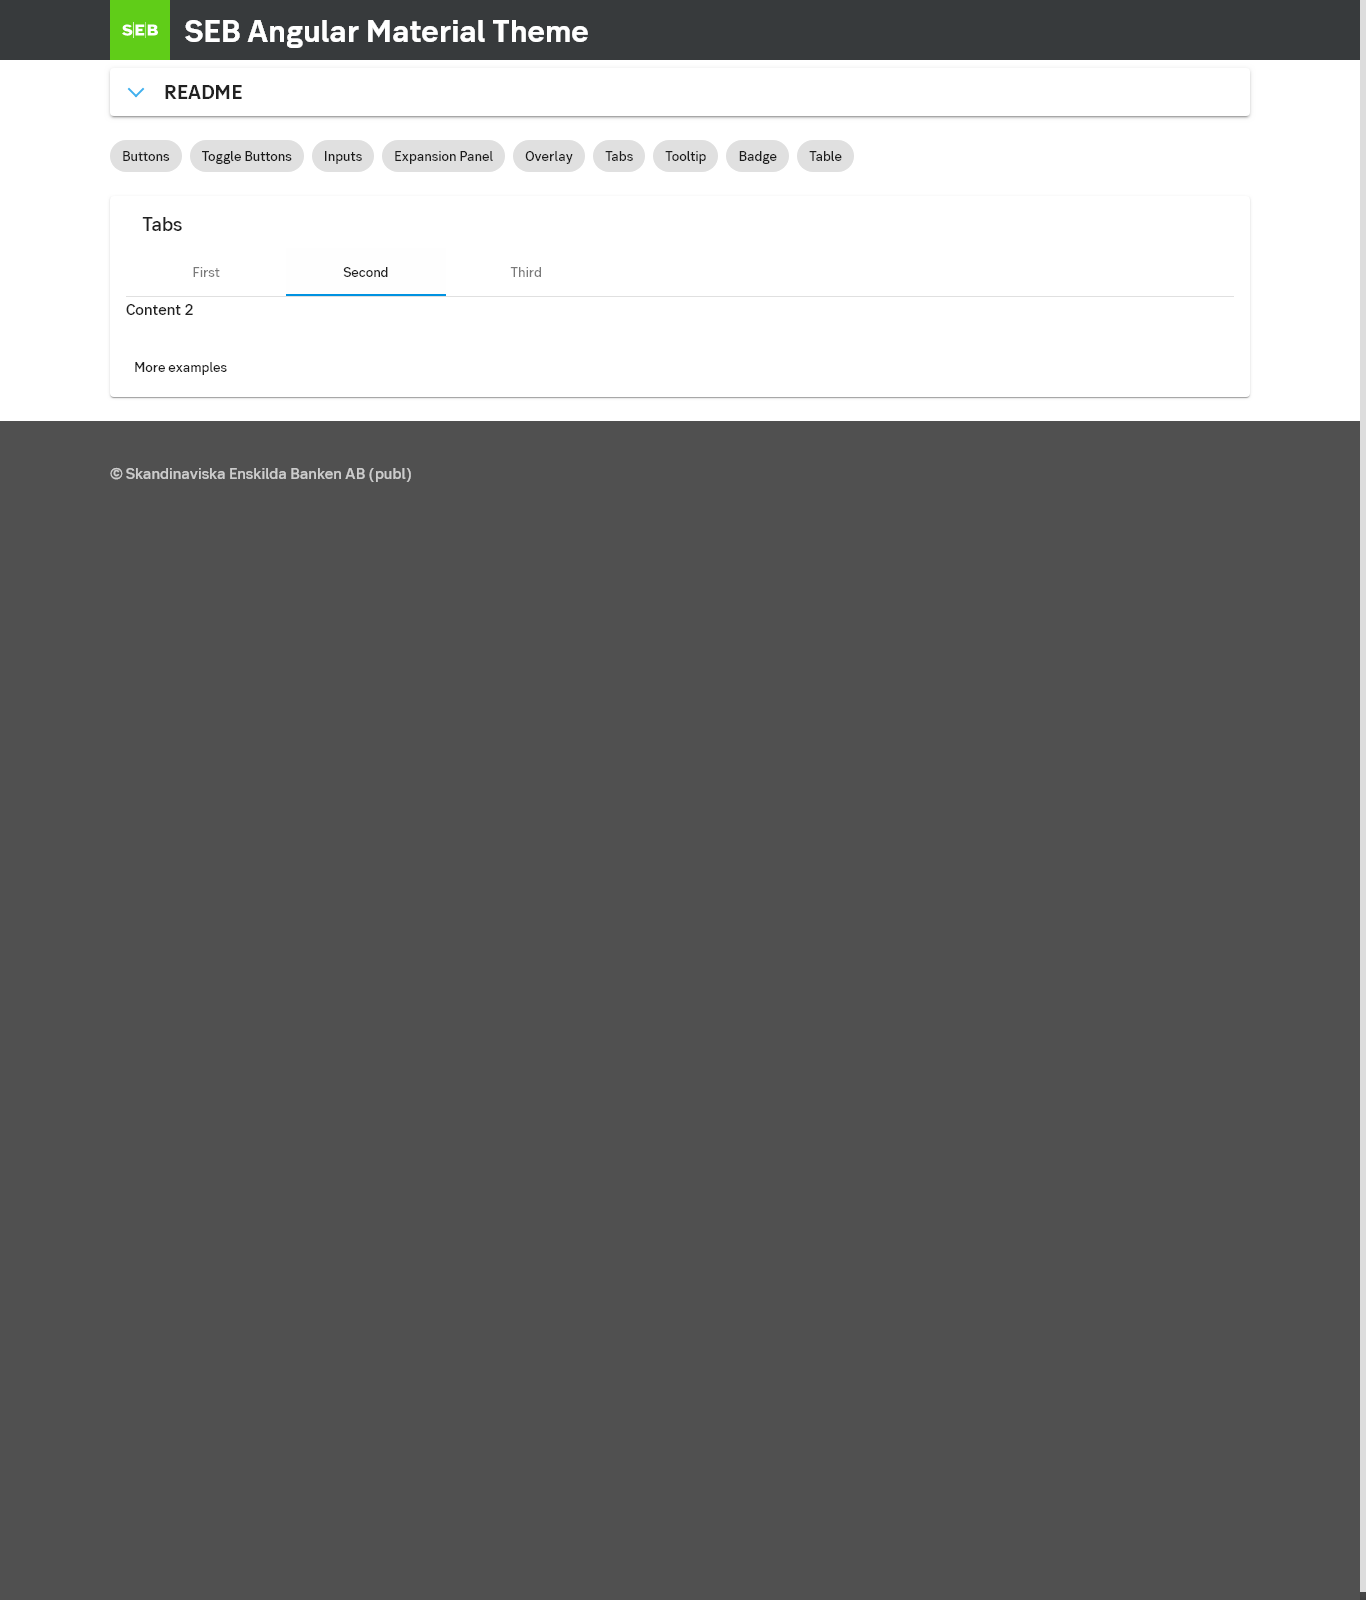 SEB SEB Angular Material Theme
README
Buttons Toggle Buttons Inputs Expansion Panel Overlay Tabs Tooltip Badge Table
Tabs
First Second Third
Content 2
More examples
© Skandinaviska Enskilda Banken AB (publ)